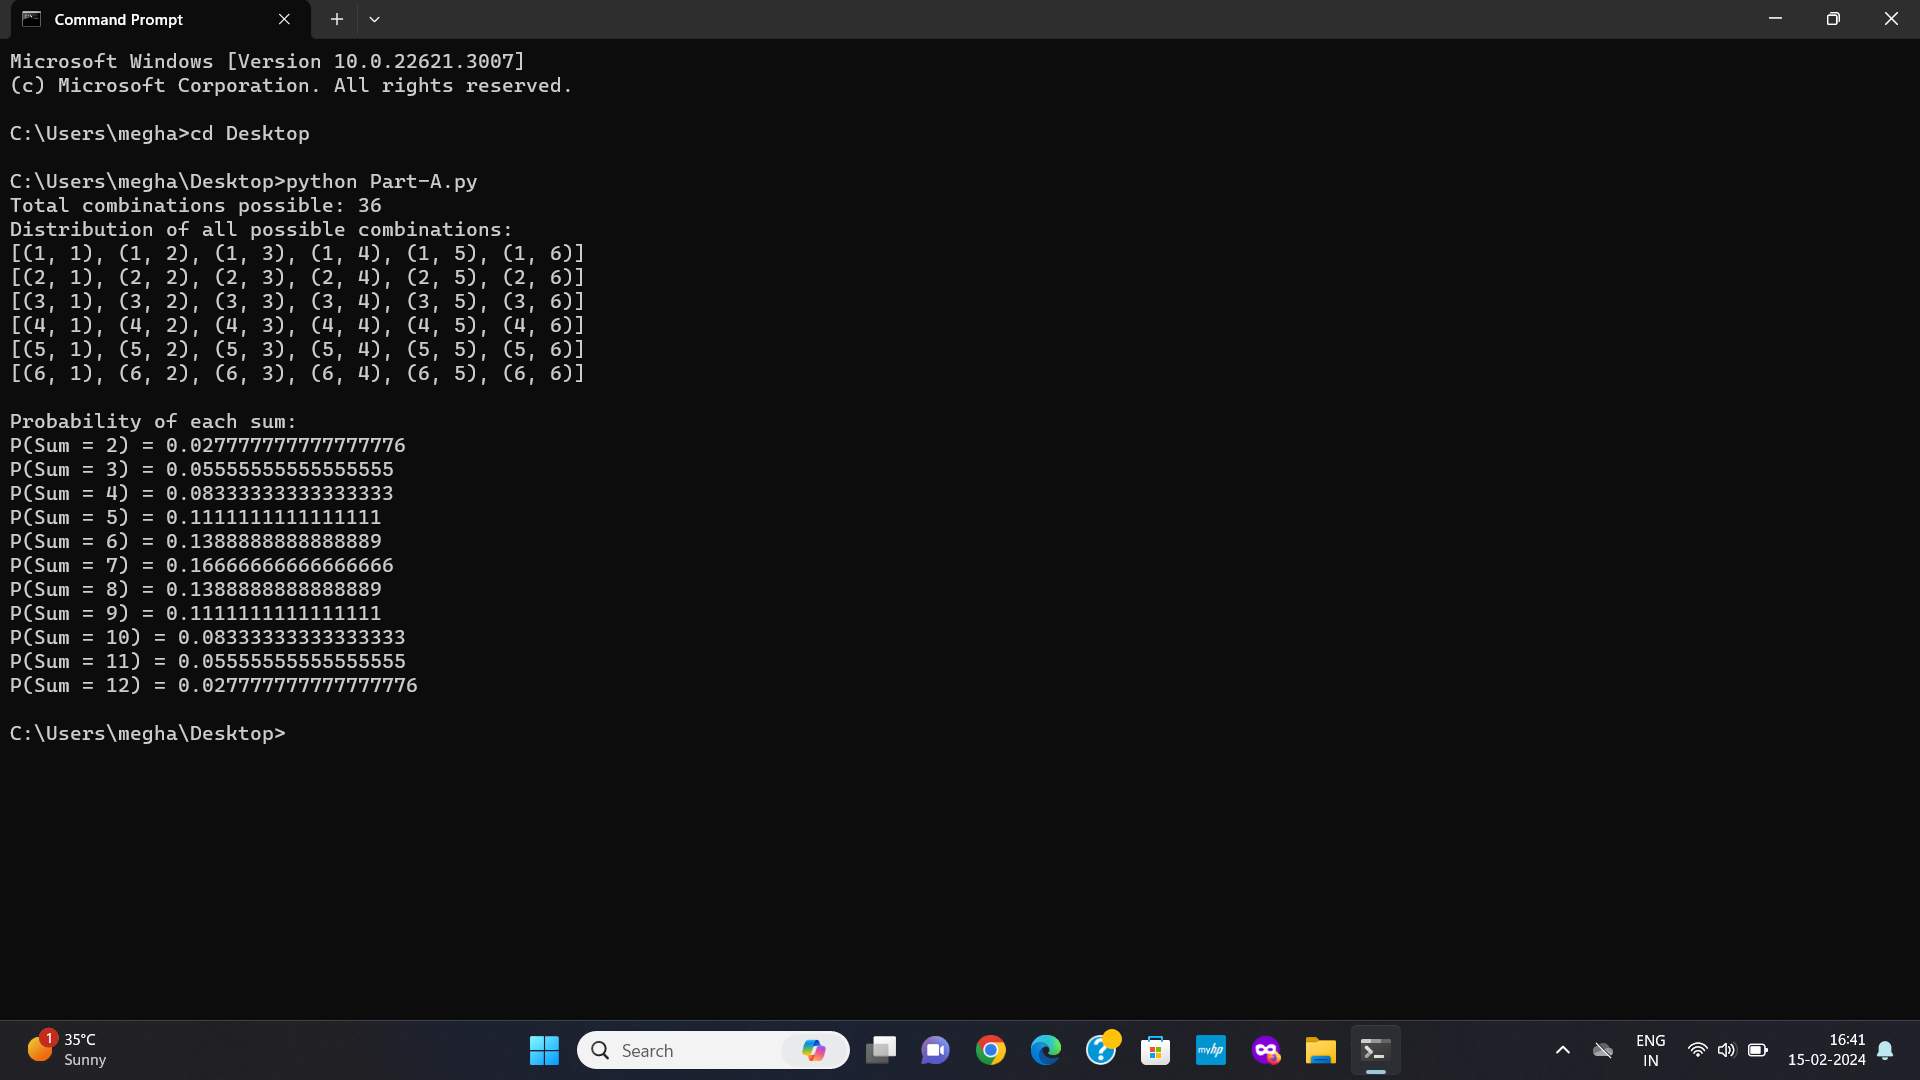 Command Prompt
Microsoft Windows [Version 10.0.22621.3007]
(c) Microsoft Corporation. All rights reserved.
C:\Users\megha>cd Desktop
C:\Users\megha\Desktop>python Part-A.py
Total combinations possible: 36
Distribution of all possible combinations:
[(1, 1), (1, 2), (1, 3), (1, 4), (1, 5), (1, 6)]
[(2, 1), (2, 2), (2, 3), (2, 4), (2, 5), (2, 6)]
[(3, 1), (3, 2), (3, 3), (3, 4), (3, 5), (3, 6)]
[(4, 1), (4, 2), (4, 3), (4, 4), (4, 5), (4, 6)]
[(5, 1), (5, 2), (5, 3), (5, 4), (5, 5), (5, 6)]
[(6, 1), (6, 2), (6, 3), (6, 4), (6, 5), (6, 6)]
Probability of each sum:
P(Sum = 2) = 0.027777777777777776
P(Sum = 3) = 0.05555555555555555
P(Sum = 4) = 0.08333333333333333
P(Sum = 5) = 0.1111111111111111
P(Sum = 6) = 0.1388888888888889
P(Sum = 7) = 0.16666666666666666
P(Sum = 8) = 0.1388888888888889
P(Sum = 9) = 0.1111111111111111
P(Sum = 10) = 0.08333333333333333
P(Sum = 11) = 0.05555555555555555
P(Sum = 12) = 0.027777777777777776
C:\Users\megha\Desktop>
1
35°C
Sunny
Search
myhp
ENG
IN
16:41
15-02-2024